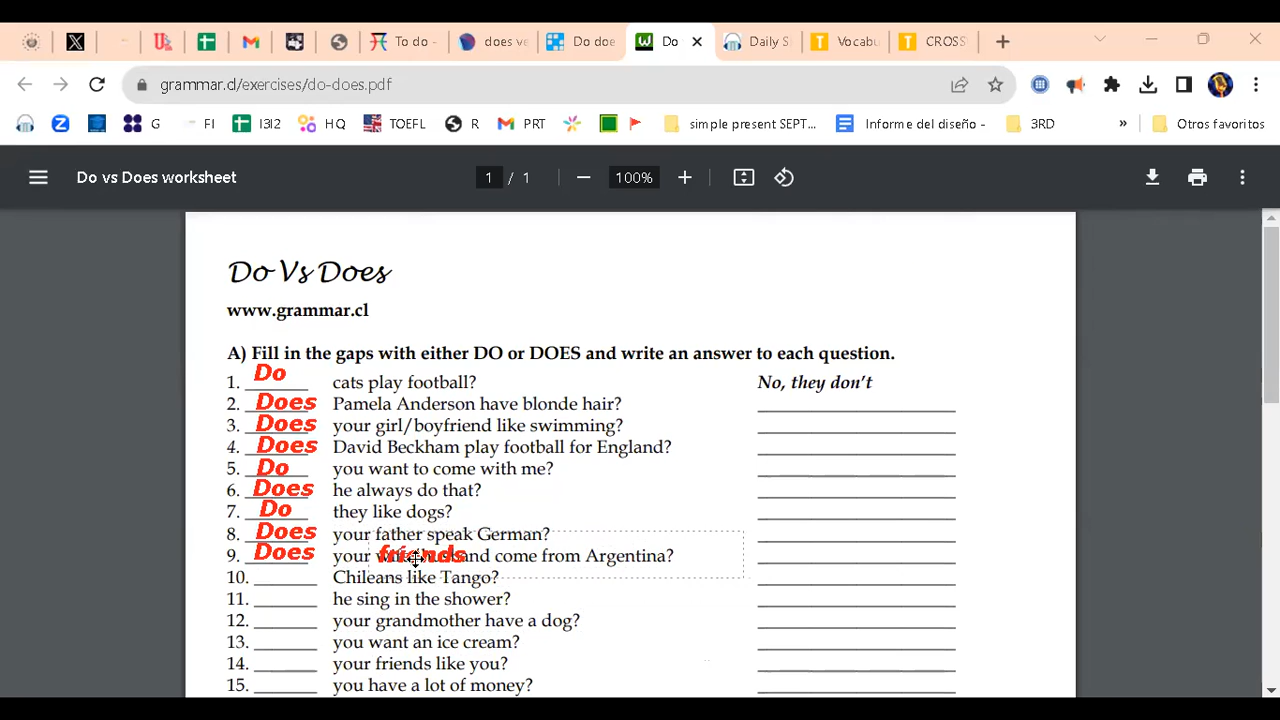 To do -
does ve
Do doe
Do
Daily S
Vocabu
CROSS
grammar.cl/exercises/do-does.pdf
G FI I3I2 HQ TOEFL R PRT simple present SEPT... Informe del diseño - 3RD » Otros favoritos
Do vs Does worksheet 1 / 1 100%
Do Vs Does
www.grammar.cl
A) Fill in the gaps with either DO or DOES and write an answer to each question.
1. Do cats play football? No, they don't
2. Does Pamela Anderson have blonde hair?
3. Does your girl/boyfriend like swimming?
4. Does David Beckham play football for England?
5. Do you want to come with me?
6. Does he always do that?
7. Do they like dogs?
8. Does your father speak German?
9. Does your friends come from Argentina?
10. Chileans like Tango?
11. he sing in the shower?
12. your grandmother have a dog?
13. you want an ice cream?
14. your friends like you?
15. you have a lot of money?